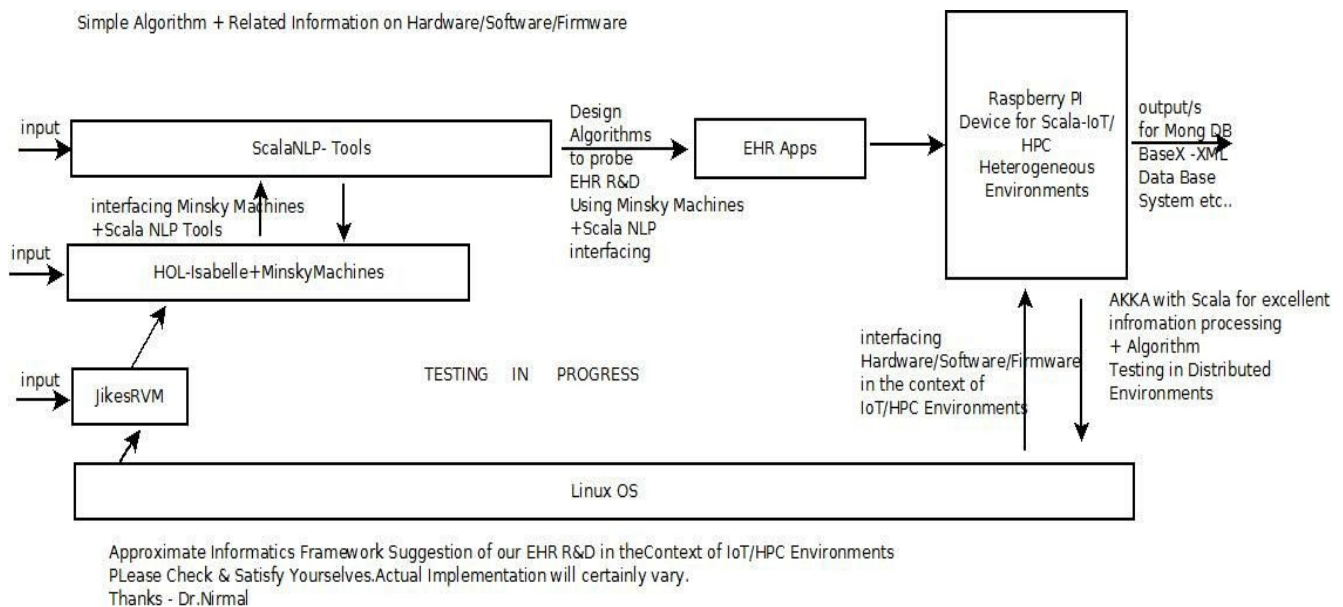 Simple Algorithm + Related Information on Hardware/Software/Firmware
input
ScalaNLP- Tools
Design
Algorithms
to probe
EHR R&D
Using Minsky Machines
+Scala NLP
interfacing
EHR Apps
Raspberry PI
Device for Scala-IoT/
HPC
Heterogeneous
Environments
output/s
for Mong DB
BaseX -XML
Data Base
System etc..
interfacing Minsky Machines
+Scala NLP Tools
input
HOL-Isabelle+MinskyMachines
input
JikesRVM
TESTING IN PROGRESS
interfacing
Hardware/Software/Firmware
in the context of
IoT/HPC Environments
AKKA with Scala for excellent
infromation processing
+ Algorithm
Testing in Distributed
Environments
Linux OS
Approximate Informatics Framework Suggestion of our EHR R&D in theContext of IoT/HPC Environments
PLease Check & Satisfy Yourselves.Actual Implementation will certainly vary.
Thanks - Dr.Nirmal